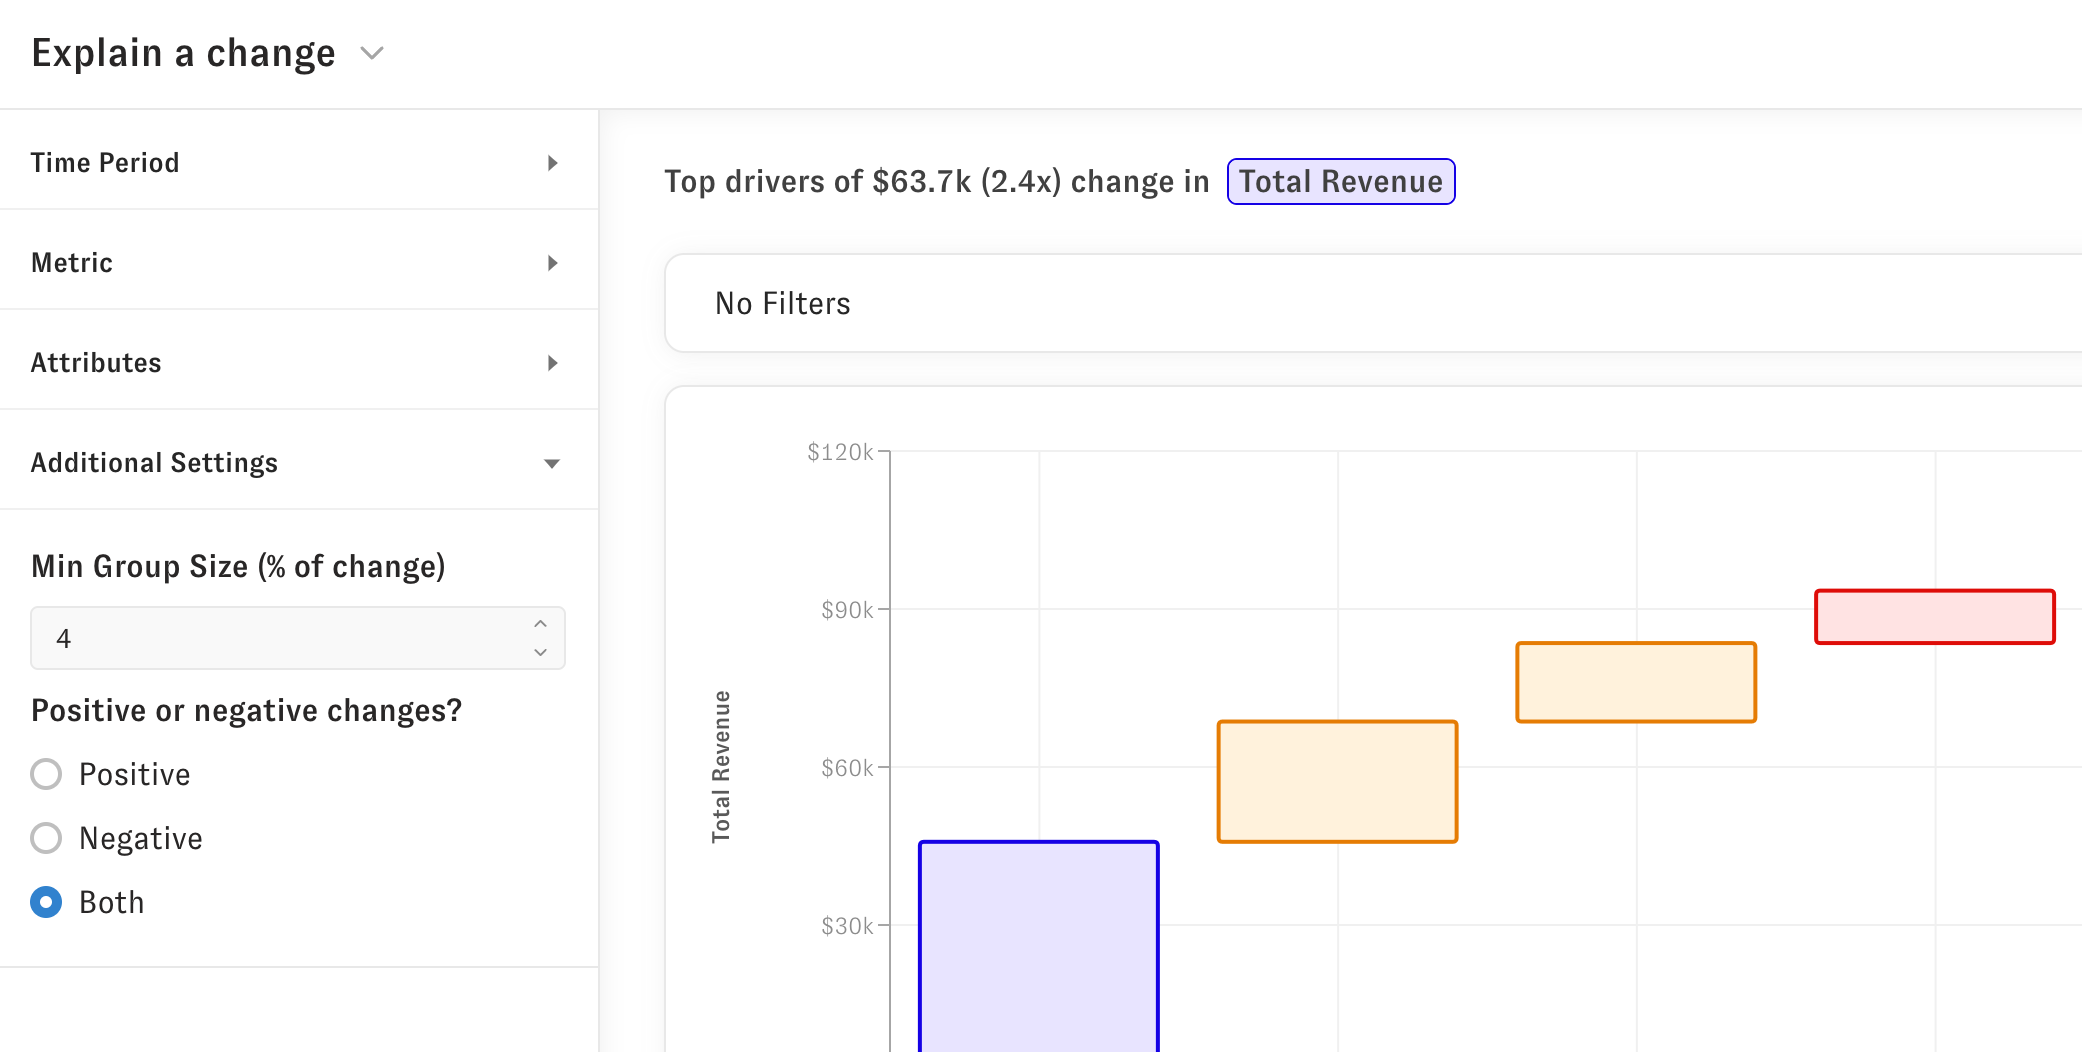 Explain a change
Time Period
Metric
Attributes
Additional Settings
Min Group Size (% of change)
4
Positive or negative changes?
Positive
Negative
Both
Top drivers of $63.7k (2.4x) change in Total Revenue
No Filters
$120k
$90k
$60k
$30k
Total Revenue